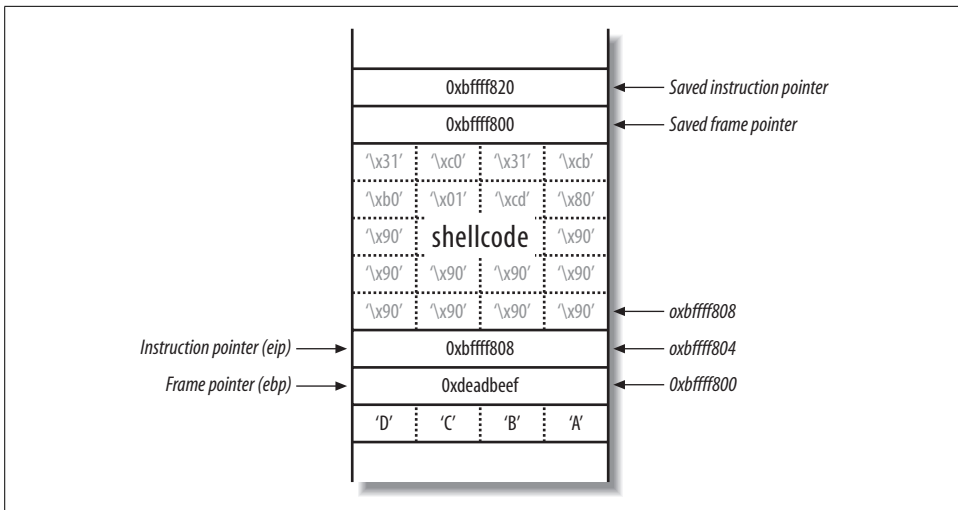 0xbffff820 Saved instruction pointer
0xbffff800 Saved frame pointer
'\x31' '\xc0' '\x31' '\xcb'
'\xb0' '\x01' '\xcd' '\x80'
'\x90' shellcode '\x90'
'\x90' '\x90' '\x90' '\x90'
'\x90' '\x90' '\x90' '\x90' oxbffff808
Instruction pointer (eip) 0xbffff808 oxbffff804
Frame pointer (ebp) 0xdeadbeef 0xbffff800
‘D’ ‘C’ ‘B’ ‘A’